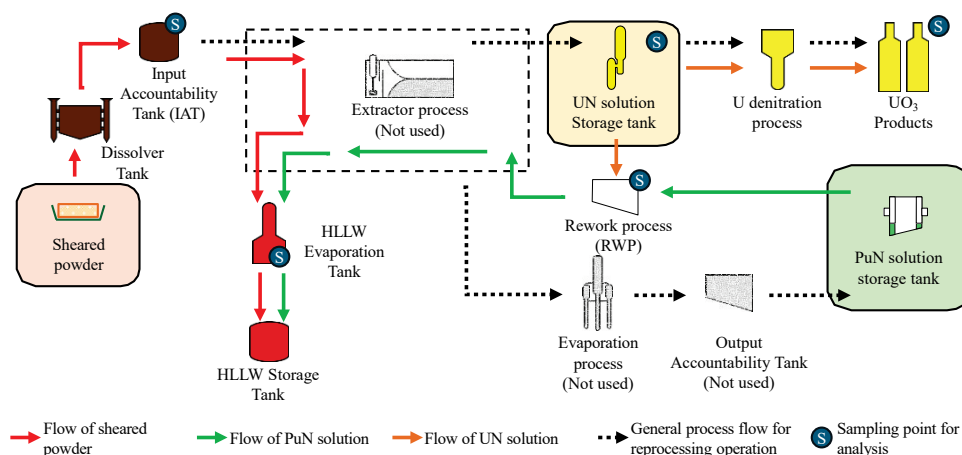 S
Input
Accountability
Tank (IAT)
Dissolver
Tank
Sheared
powder
Extractor process
(Not used)
S
UN solution
Storage tank
U denitration
process
S
UO3
Products
S
HLLW
Evaporation
Tank
S
Rework process
(RWP)
PuN solution
storage tank
HLLW Storage
Tank
Evaporation
process
(Not used)
Output
Accountability Tank
(Not used)
Flow of sheared
powder
Flow of PuN solution
Flow of UN solution
General process flow for
reprocessing operation
S
Sampling point for
analysis